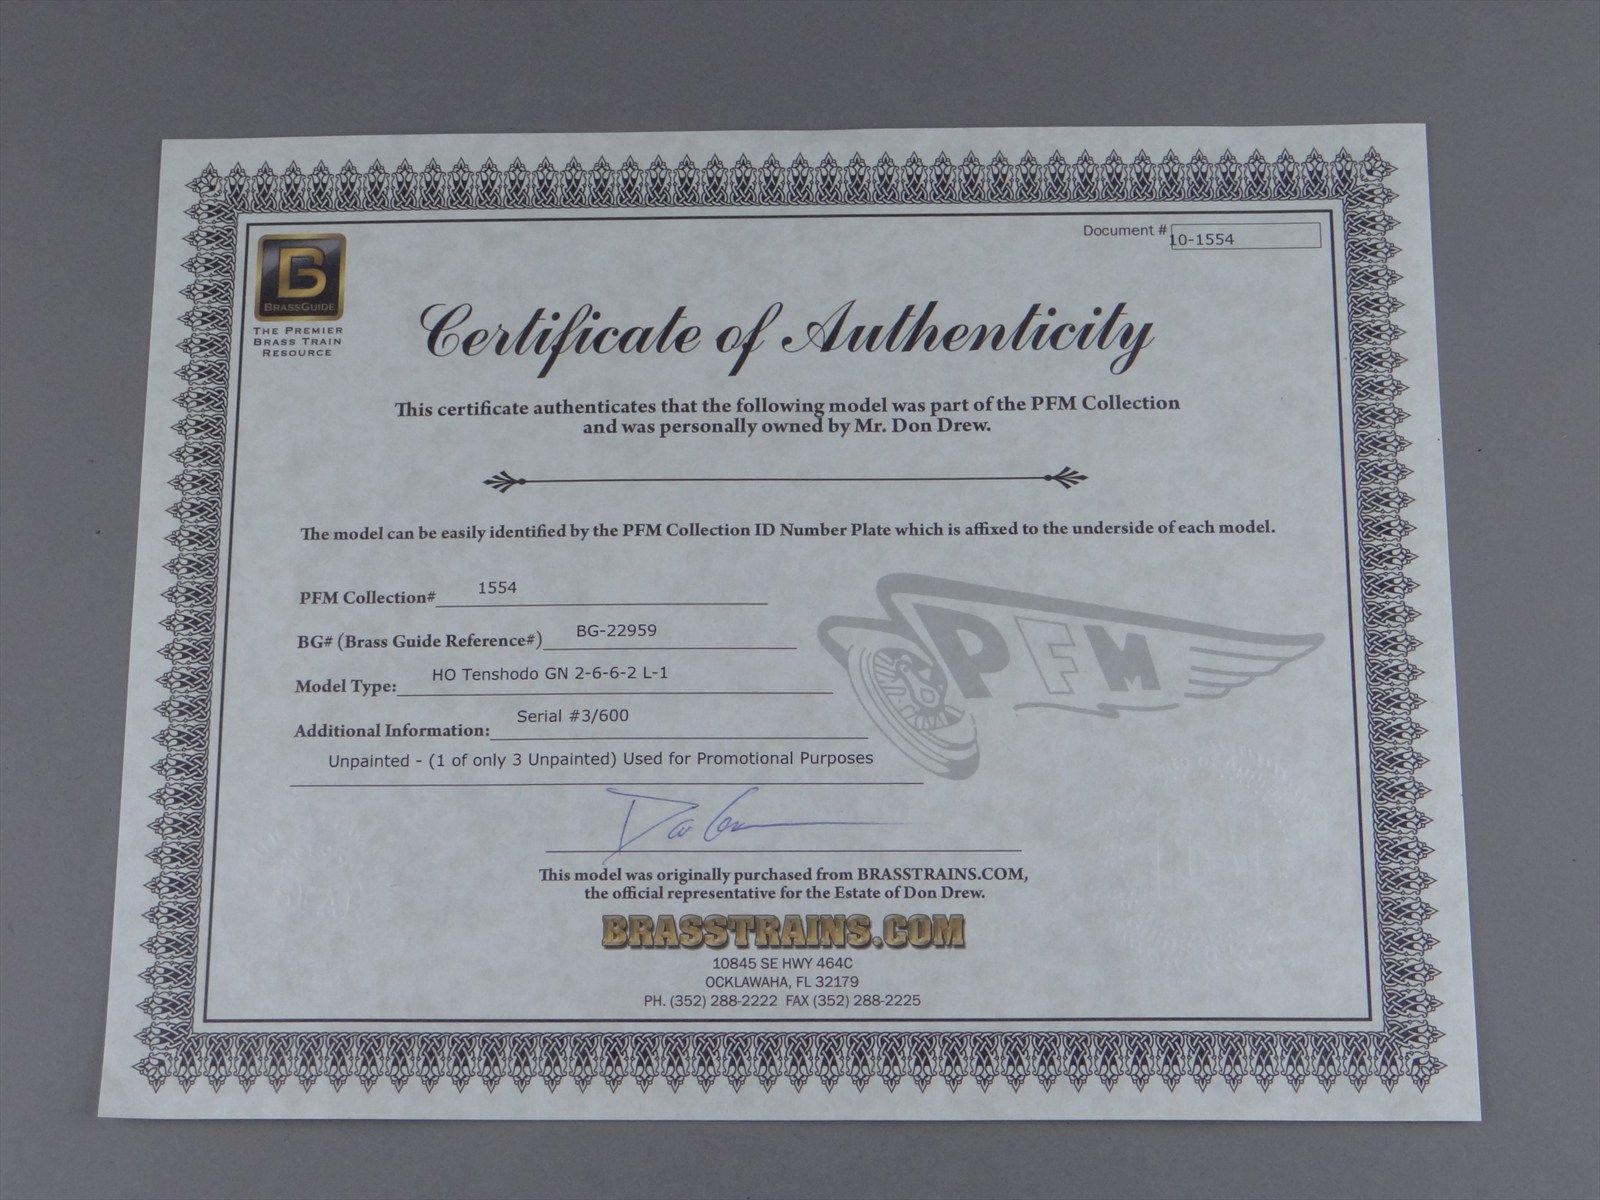 Document # 10-1554
B
BRASSGUIDE
THE PREMIER
BRASS TRAIN
RESOURCE
Certificate of Authenticity
This certificate authenticates that the following model was part of the PFM Collection
and was personally owned by Mr. Don Drew.
The model can be easily identified by the PFM Collection ID Number Plate which is affixed to the underside of each model.
PFM Collection# 1554
BG# (Brass Guide Reference#) BG-22959
Model Type: HO Tenshodo GN 2-6-6-2 L-1
Additional Information: Serial #3/600
Unpainted - (1 of only 3 Unpainted) Used for Promotional Purposes
PFM
This model was originally purchased from BRASSTRAINS.COM,
the official representative for the Estate of Don Drew.
BRASSTRAINS.COM
10845 SE HWY 464C
OCKLAWAHA, FL 32179
PH. (352) 288-2222 FAX (352) 288-2225